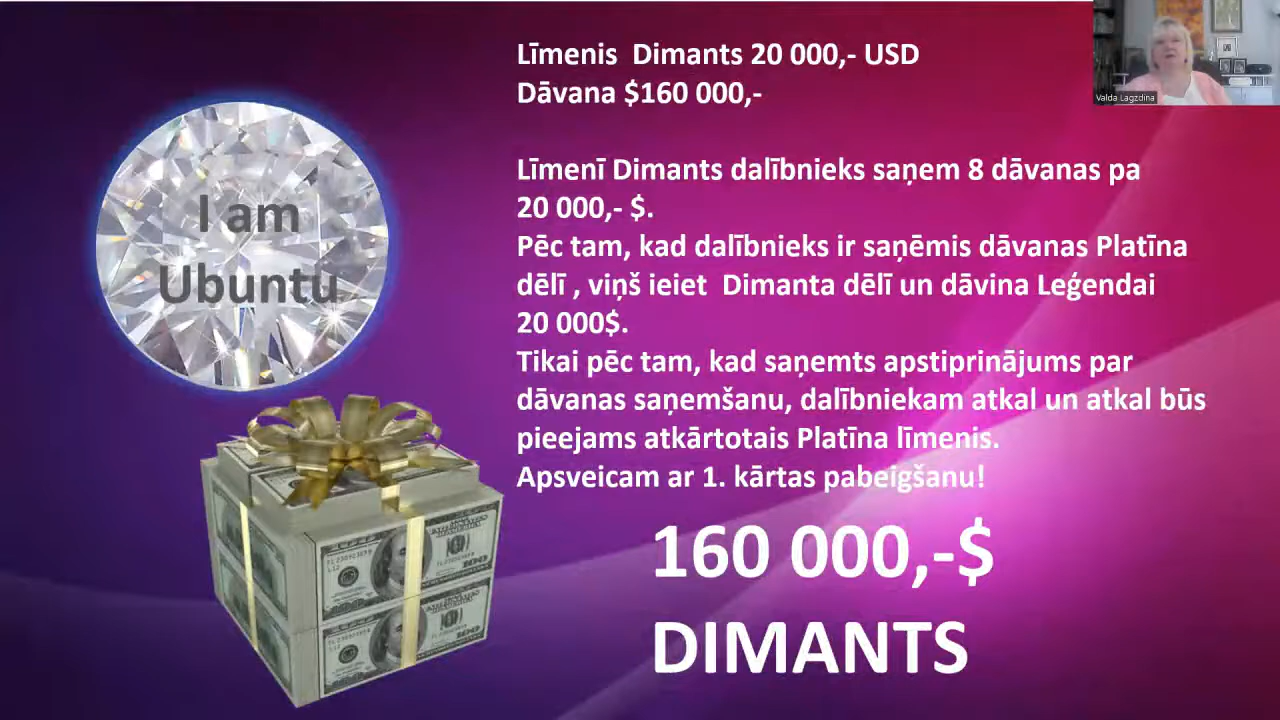 Līmenis Dimants 20 000,- USD
Dāvana $160 000,-
Līmenī Dimants dalībnieks saņem 8 dāvanas pa
20 000,- $.
Pēc tam, kad dalībnieks ir saņēmis dāvanas Platīna
dēlī , viņš ieiet Dimanta dēlī un dāvina Leģendai
20 000$.
Tikai pēc tam, kad saņemts apstiprinājums par
dāvanas saņemšanu, dalībniekam atkal un atkal būs
pieejams atkārtotais Platīna līmenis.
Apsveicam ar 1. kārtas pabeigšanu!
160 000,-$
DIMANTS
I am
Ubuntu
Valda Lagzdina